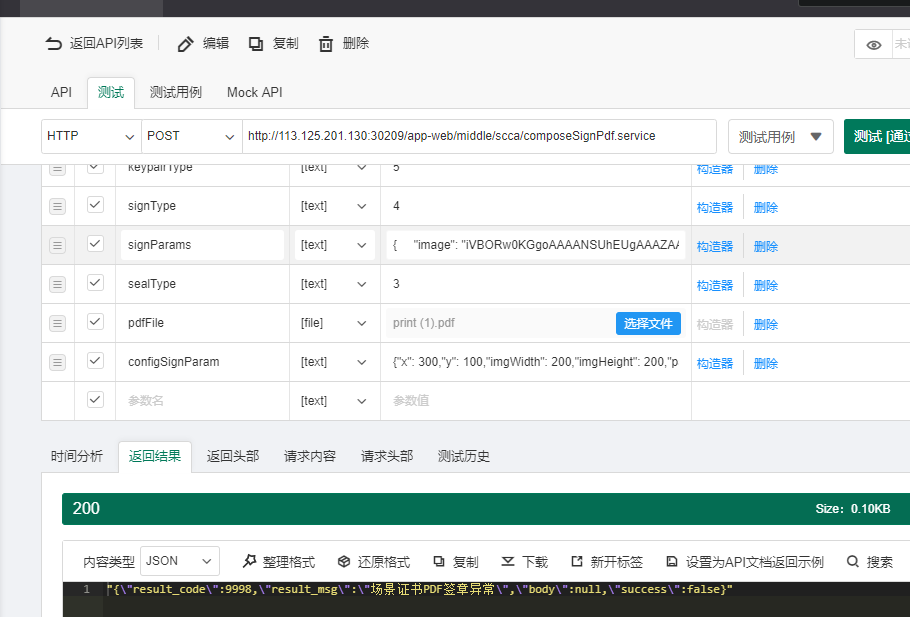 返回API列表 编辑 复制 删除
API 测试 测试用例 Mock API
HTTP POST http://113.125.201.130:30209/app-web/middle/scca/composeSignPdf.service 测试用例 测试 [通过
keypairType [text] 5 构造器 删除
signType [text] 4 构造器 删除
signParams [text] { "image": "iVBORw0KGgoAAAANSUhEUgAAAZAA 构造器 删除
sealType [text] 3 构造器 删除
pdfFile [file] print (1).pdf 选择文件 构造器 删除
configSignParam [text] {"x": 300,"y": 100,"imgWidth": 200,"imgHeight": 200,"p 构造器 删除
参数名 [text] 参数值
时间分析 返回结果 返回头部 请求内容 请求头部 测试历史
200 Size: 0.10KB
内容类型 JSON 整理格式 还原格式 复制 下载 新开标签 设置为API文档返回示例 搜索
1 "{\"result_code\":9998,\"result_msg\":\"场景证书PDF签章异常\",\"body\":null,\"success\":false}"